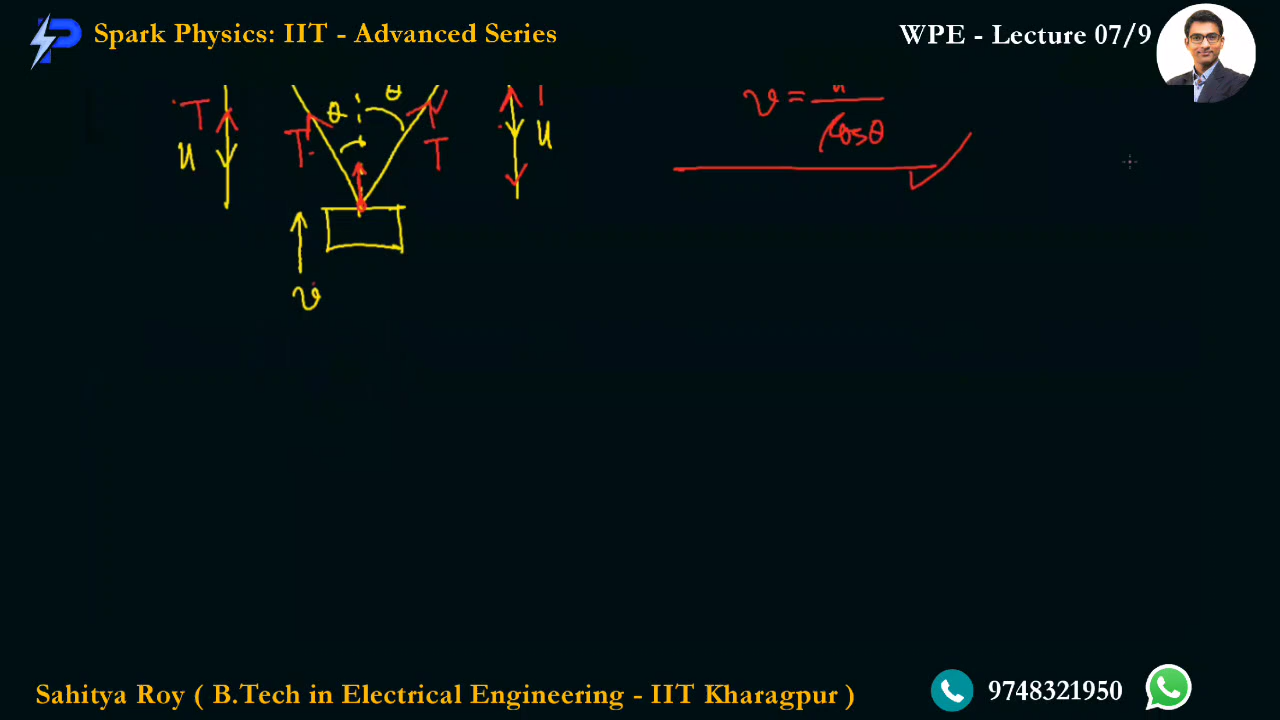 Spark Physics: IIT - Advanced Series
WPE - Lecture 07/9
T
u
θ
θ
T
T
u
v
v = u
cosθ
Sahitya Roy ( B.Tech in Electrical Engineering - IIT Kharagpur )
9748321950